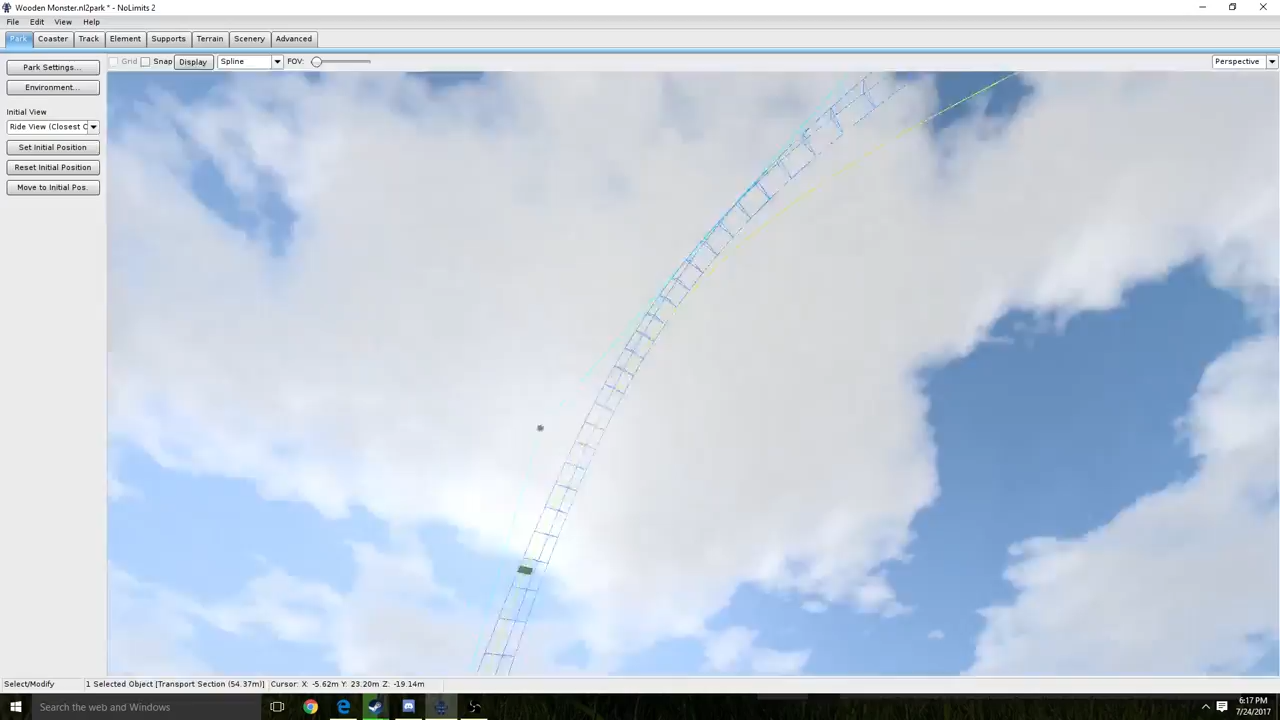 Wooden Monster.nl2park * - NoLimits 2
File Edit View Help
Park Coaster Track Element Supports Terrain Scenery Advanced
Park Settings... Grid Snap Display Spline FOV: Perspective
Environment...
Initial View
Ride View (Closest C
Set Initial Position
Reset Initial Position
Move to Initial Pos.
Select/Modify 1 Selected Object [Transport Section (54.37m)] Cursor: X: -5.62m Y: 23.20m Z: -19.14m
Search the web and Windows
6:17 PM
7/24/2017